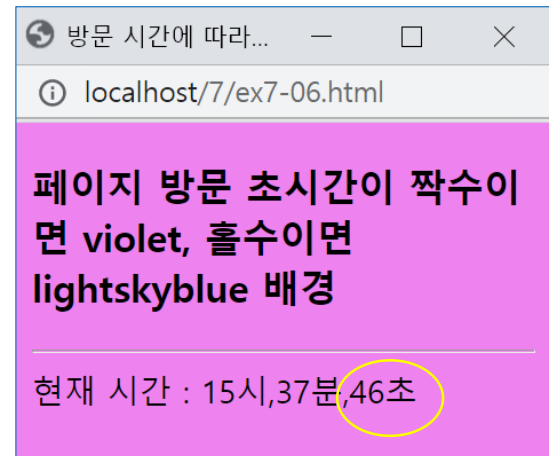 방문 시간에 따라...
localhost/7/ex7-06.html
페이지 방문 초시간이 짝수이
면 violet, 홀수이면
lightskyblue 배경
현재 시간 : 15시,37분,46초